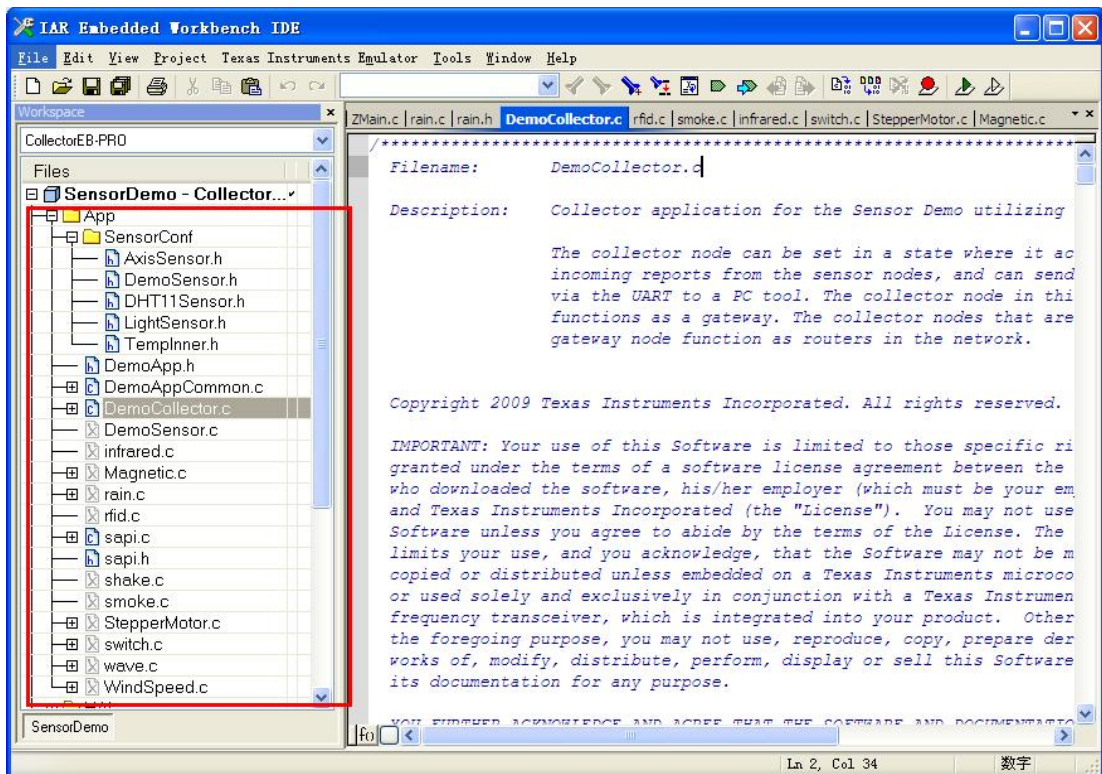 IAR Embedded Workbench IDE
File Edit View Project Texas Instruments Emulator Tools Window Help
Workspace
CollectorEB-PRO
Files
SensorDemo - Collector...
App
SensorConf
AxisSensor.h
DemoSensor.h
DHT11Sensor.h
LightSensor.h
TempInner.h
DemoApp.h
DemoAppCommon.c
DemoCollector.c
DemoSensor.c
infrared.c
Magnetic.c
rain.c
rfid.c
sapi.c
sapi.h
shake.c
smoke.c
StepperMotor.c
switch.c
wave.c
WindSpeed.c
SensorDemo
ZMain.c | rain.c | rain.h DemoCollector.c rfid.c | smoke.c | infrared.c | switch.c | StepperMotor.c | Magnetic.c
Filename: DemoCollector.c
Description: Collector application for the Sensor Demo utilizing
The collector node can be set in a state where it ac
incoming reports from the sensor nodes, and can send
via the UART to a PC tool. The collector node in thi
functions as a gateway. The collector nodes that are
gateway node function as routers in the network.
Copyright 2009 Texas Instruments Incorporated. All rights reserved.
IMPORTANT: Your use of this Software is limited to those specific ri
granted under the terms of a software license agreement between the
who downloaded the software, his/her employer (which must be your em
and Texas Instruments Incorporated (the "License"). You may not use
Software unless you agree to abide by the terms of the License. The
limits your use, and you acknowledge, that the Software may not be m
copied or distributed unless embedded on a Texas Instruments microco
or used solely and exclusively in conjunction with a Texas Instrumen
frequency transceiver, which is integrated into your product. Other
the foregoing purpose, you may not use, reproduce, copy, prepare der
works of, modify, distribute, perform, display or sell this Software
its documentation for any purpose.
YOU FURTHER ACKNOWLEDGE AND AGREE THAT THE SOFTWARE AND DOCUMENTATIO
fo
Ln 2, Col 34 数字